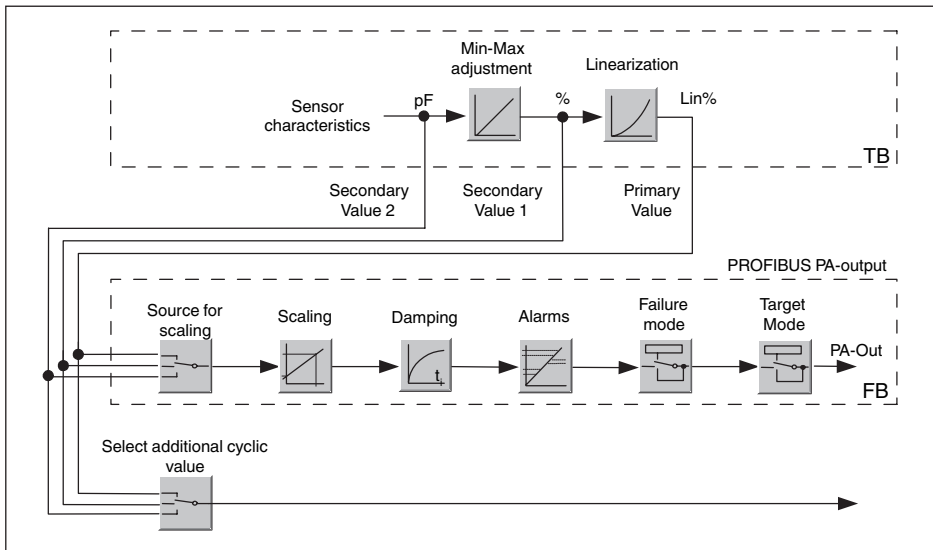 Min-Max
adjustment
Linearization
Sensor
characteristics
pF
%
Lin%
TB
Secondary
Value 2
Secondary
Value 1
Primary
Value
PROFIBUS PA-output
Source for
scaling
Scaling
Damping
Alarms
Failure
mode
Target
Mode
t
PA-Out
FB
Select additional cyclic
value